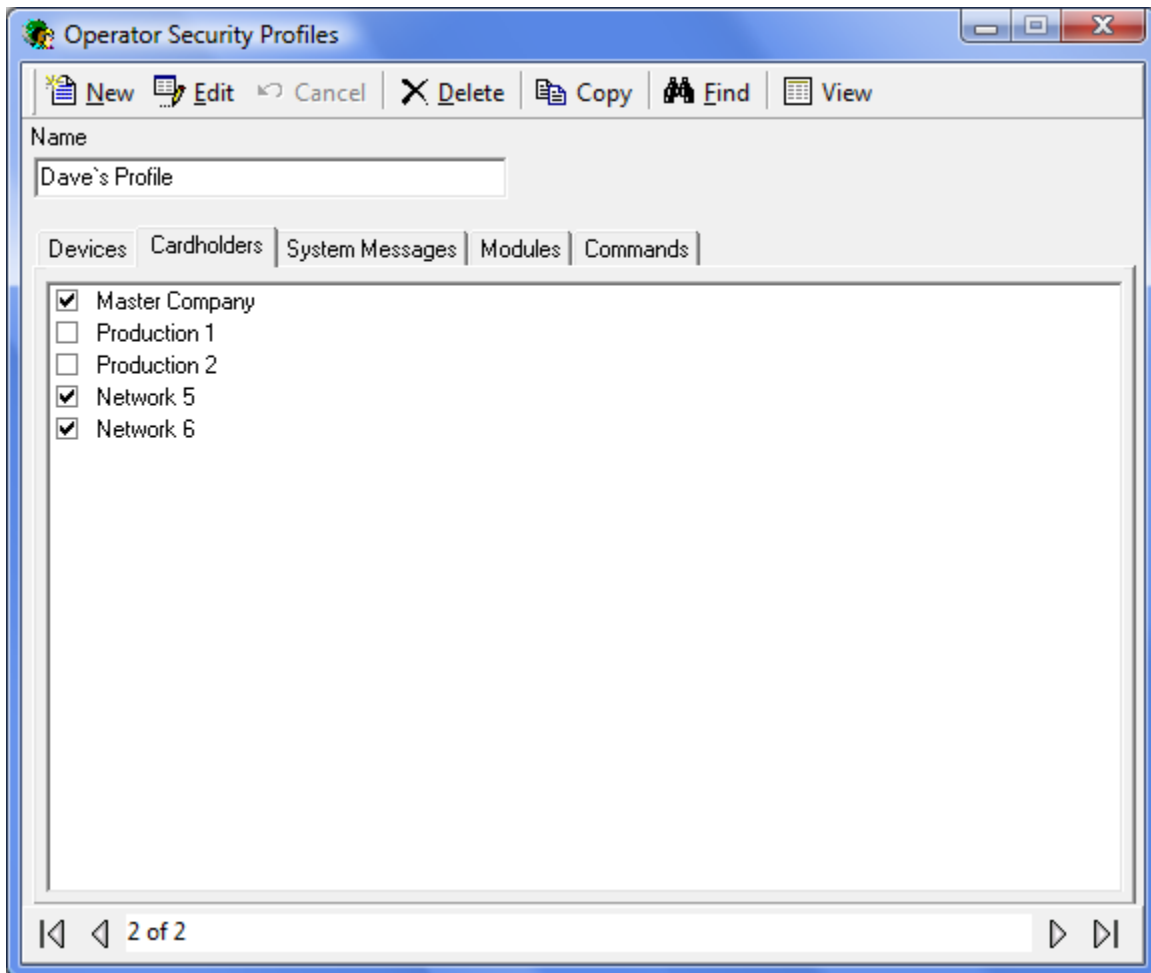 Operator Security Profiles
New Edit Cancel Delete Copy Find View
Name
Dave`s Profile
Devices Cardholders System Messages Modules Commands
Master Company
Production 1
Production 2
Network 5
Network 6
2 of 2